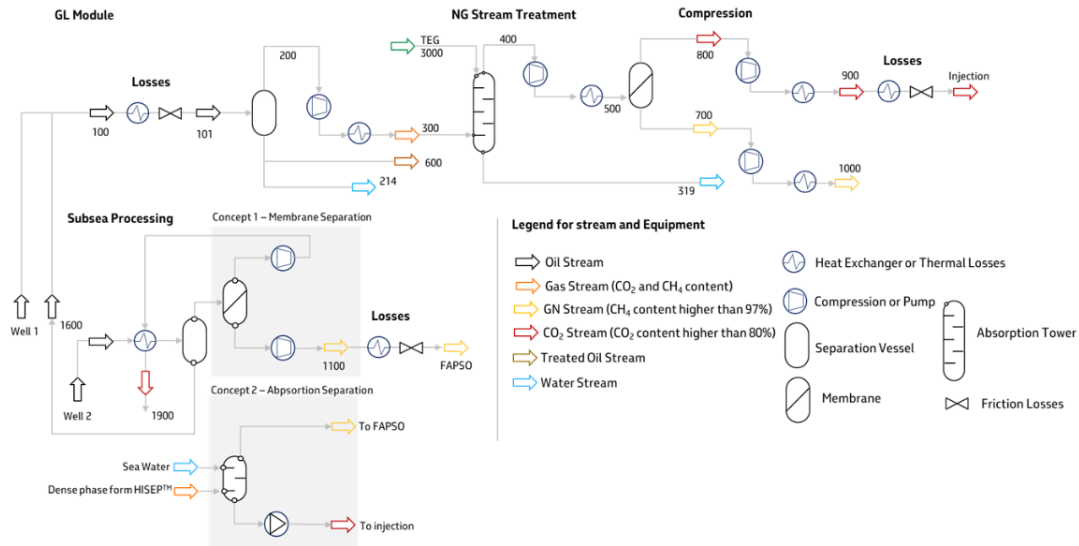 GL Module
NG Stream Treatment
Compression
Losses
200
TEG
3000
400
800
900
Losses
Injection
100
101
300
500
700
600
214
319
1000
Subsea Processing
Concept 1 – Membrane Separation
Well 1
1600
Well 2
1900
1100
Losses
FAPSO
Concept 2 – Abpsortion Separation
To FAPSO
Sea Water
Dense phase form HISEP™
To injection
Legend for stream and Equipment
Oil Stream
Gas Stream (CO₂ and CH₄ content)
GN Stream (CH₄ content higher than 97%)
CO₂ Stream (CO₂ content higher than 80%)
Treated Oil Stream
Water Stream
Heat Exchanger or Thermal Losses
Compression or Pump
Separation Vessel
Membrane
Absorption Tower
Friction Losses